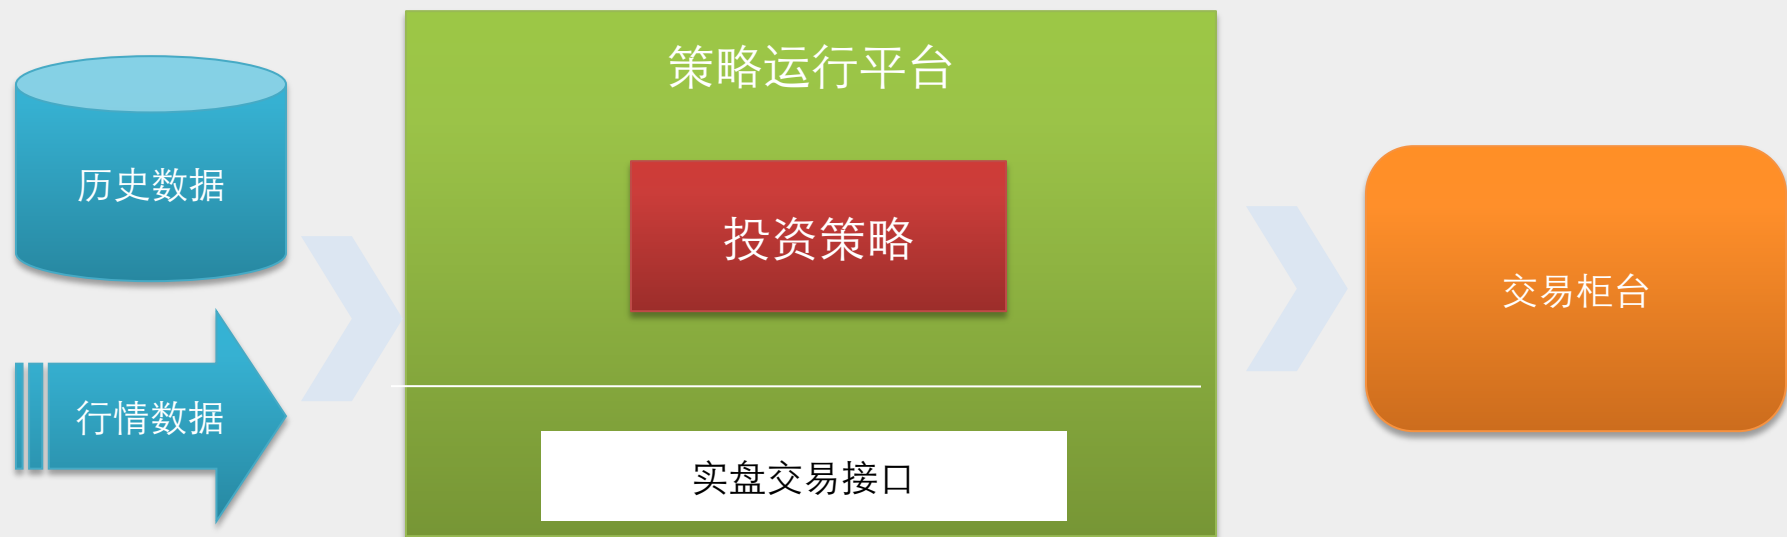 历史数据
行情数据
策略运行平台
投资策略
实盘交易接口
交易柜台